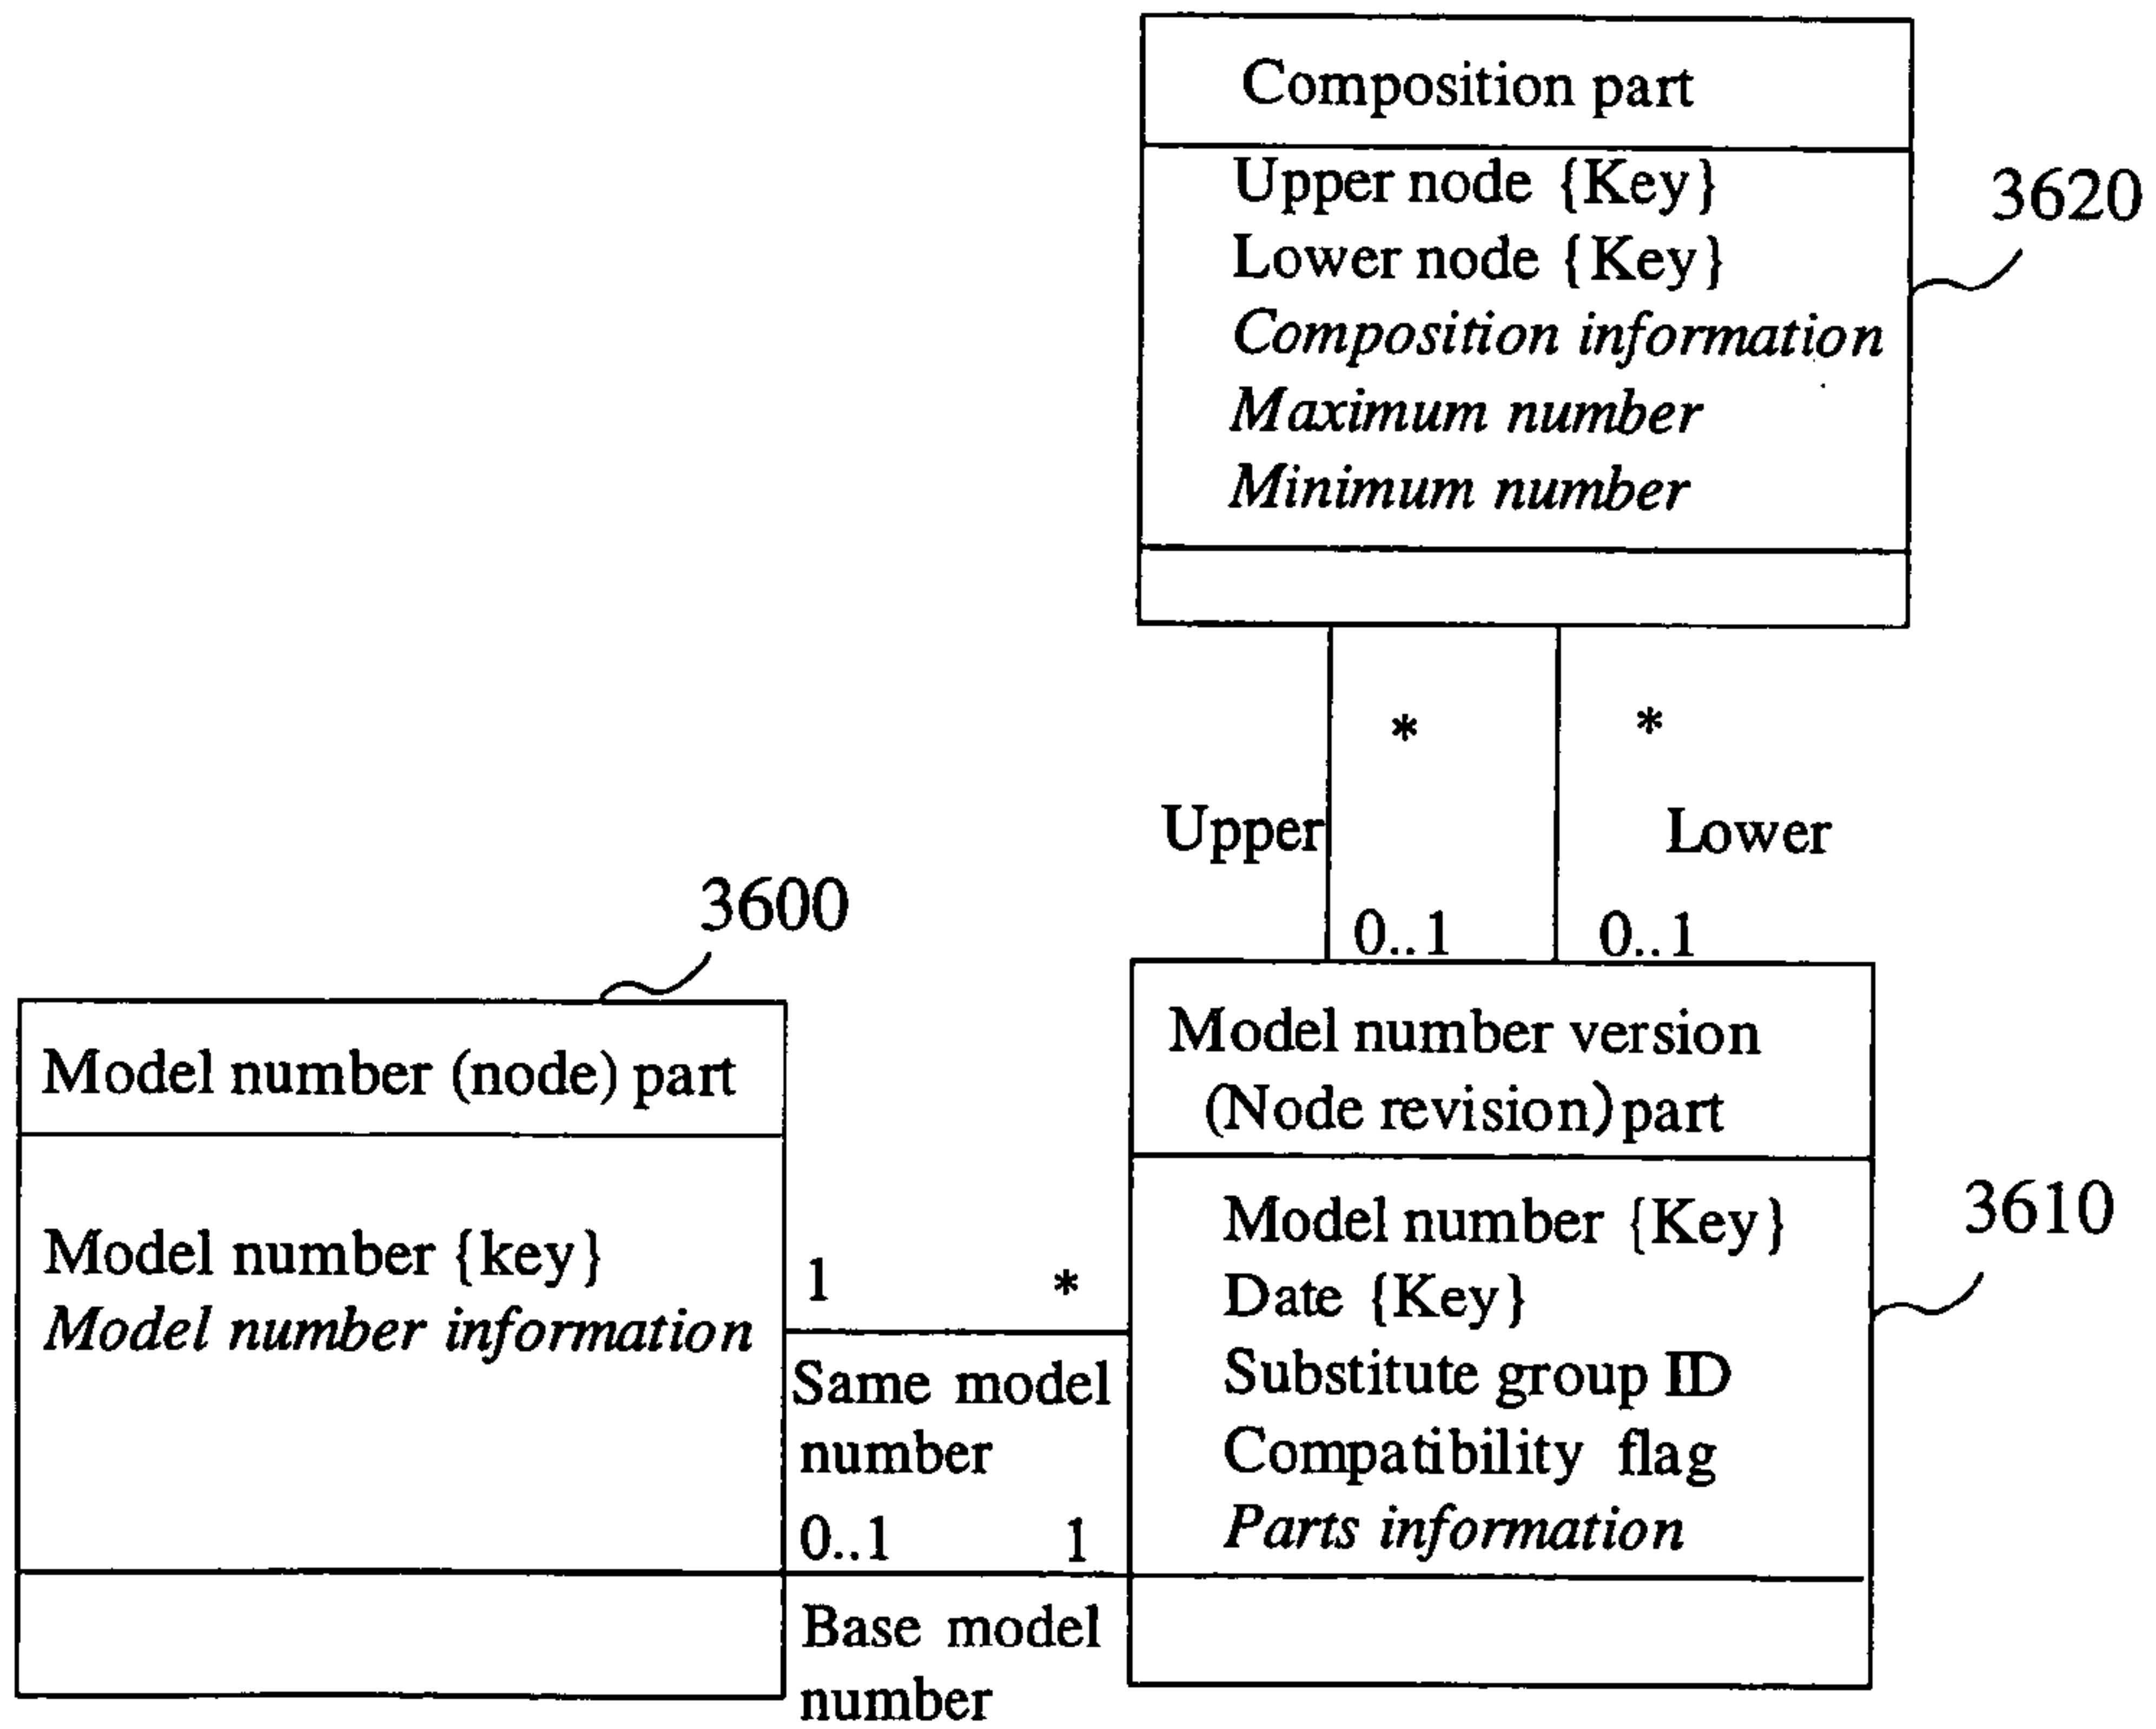 Composition part
Upper node {Key}
Lower node {Key}
Composition information
Maximum number
Minimum number
3620
* *
Upper Lower
0..1 0..1
3600
Model number (node) part
Model number {key}
Model number information
1 *
Same model
number
0..1 1
Base model
number
Model number version
(Node revision) part
Model number {Key}
Date {Key}
Substitute group ID
Compatibility flag
Parts information
3610